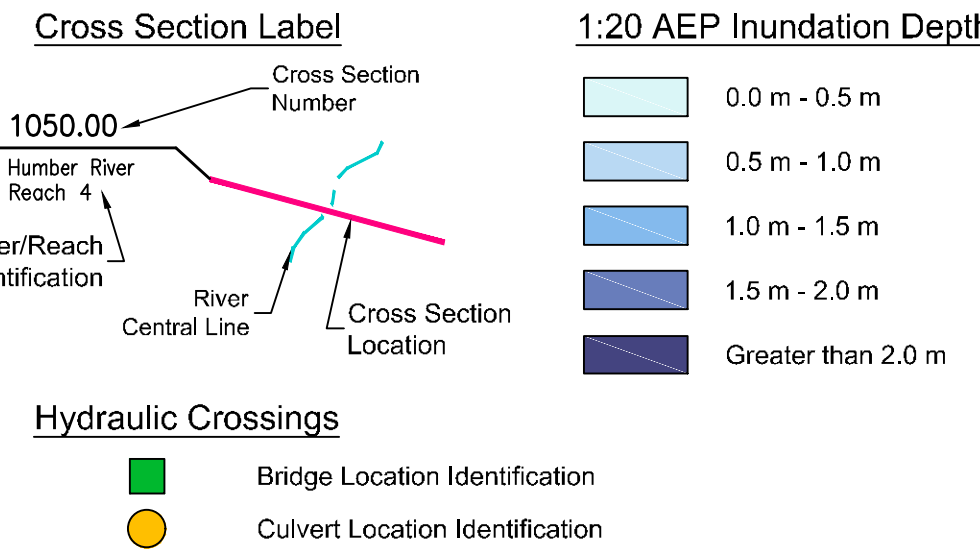 Cross Section Label
Cross Section
Number
1050.00
Humber River
Reach 4
River
Central Line
Cross Section
Location
1:20 AEP Inundation
0.0 m - 0.5 m
0.5 m - 1.0 m
1.0 m - 1.5 m
1.5 m - 2.0 m
Greater than 2.0 m
Hydraulic Crossings
Bridge Location Identification
Culvert Location Identification